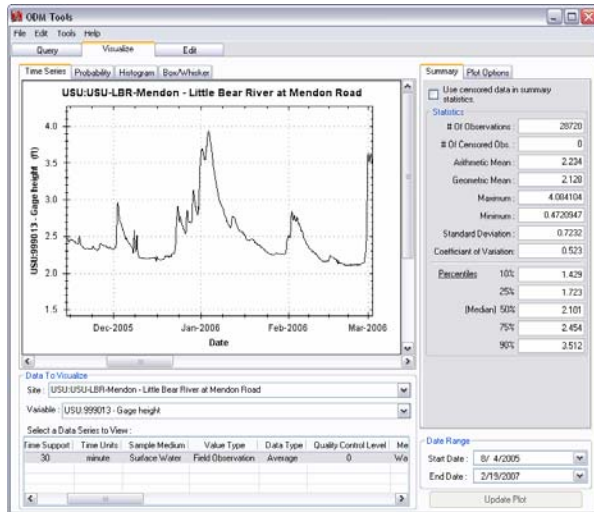 ODM Tools
File Edit Tools Help
Query Visualize Edit
Time Series Probability Histogram Box/Whisker
USU:USU-LBR-Mendon - Little Bear River at Mendon Road
USU:999013 - Gage height (ft)
4.0
3.5
3.0
2.5
2.0
1.5
Dec-2005 Jan-2006 Feb-2006 Mar-2006
Date
Data To Visualize
Site : USU:USU-LBR-Mendon - Little Bear River at Mendon Road
Variable : USU:999013 - Gage height
Select a Data Series to View :
Time Support Time Units Sample Medium Value Type Data Type Quality Control Level Me
30 minute Surface Water Field Observation Average 0 Wa
Summary Plot Options
Use censored data in summary
statistics.
Statistics
# Of Observations : 28720
# Of Censored Obs. : 0
Arithmetic Mean : 2.234
Geometric Mean : 2.128
Maximum : 4.084104
Minimum : 0.4720947
Standard Deviation : 0.7232
Coefficiant of Variation: 0.523
Percentiles 10% 1.429
25% 1.723
(Median) 50% 2.101
75% 2.454
90% 3.512
Date Range
Start Date : 8/ 4/2005
End Date : 2/19/2007
Update Plot